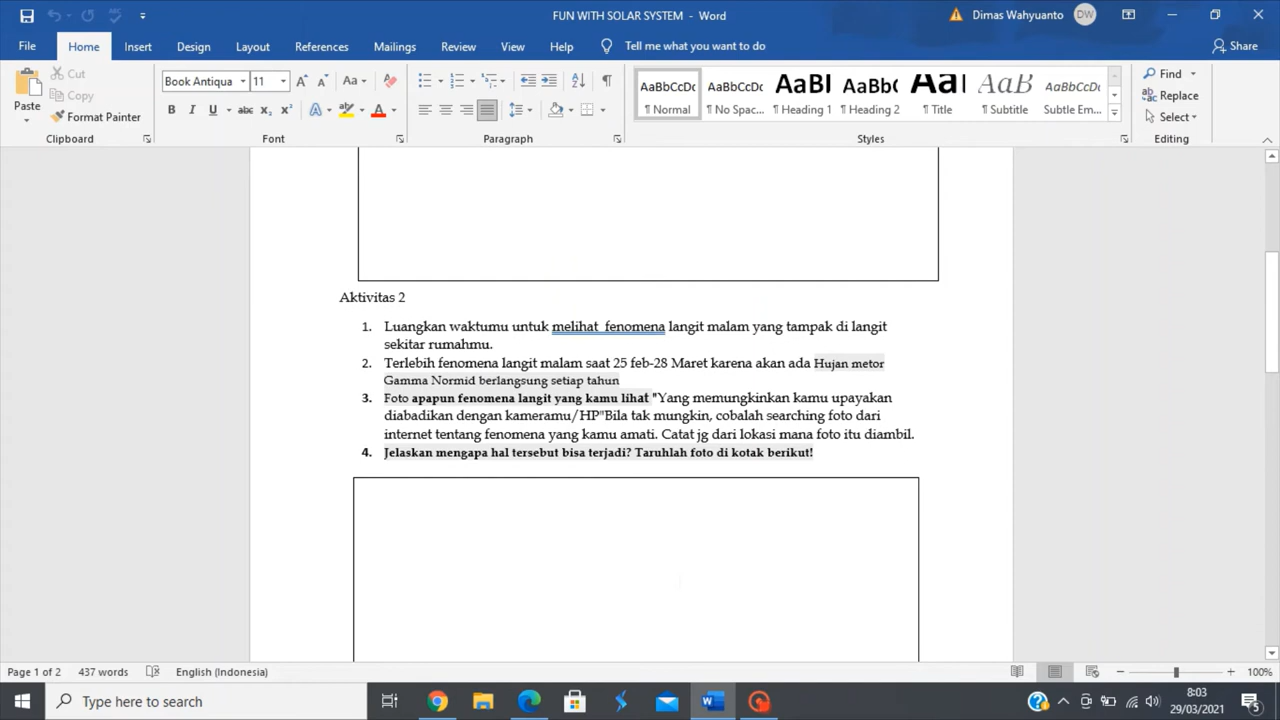 FUN WITH SOLAR SYSTEM - Word
Dimas Wahyuanto DW
File Home Insert Design Layout References Mailings Review View Help Tell me what you want to do Share
Paste
Cut
Copy
Format Painter
Clipboard
Book Antiqua 11
Font
Paragraph
AaBbCcDc AaBbCcDc AaBl AaBbCc AaI AaB AaBbCcDc
¶ Normal ¶ No Spac... ¶ Heading 1 ¶ Heading 2 ¶ Title ¶ Subtitle Subtle Em...
Styles
Find
Replace
Select
Editing
Aktivitas 2
1. Luangkan waktumu untuk melihat fenomena langit malam yang tampak di langit
sekitar rumahmu.
2. Terlebih fenomena langit malam saat 25 feb-28 Maret karena akan ada Hujan metor
Gamma Normid berlangsung setiap tahun
3. Foto apapun fenomena langit yang kamu lihat "Yang memungkinkan kamu upayakan
diabadikan dengan kameramu/HP"Bila tak mungkin, cobalah searching foto dari
internet tentang fenomena yang kamu amati. Catat jg dari lokasi mana foto itu diambil.
4. Jelaskan mengapa hal tersebut bisa terjadi? Taruhlah foto di kotak berikut!
Page 1 of 2 437 words English (Indonesia) 100%
Type here to search
8:03
29/03/2021
5